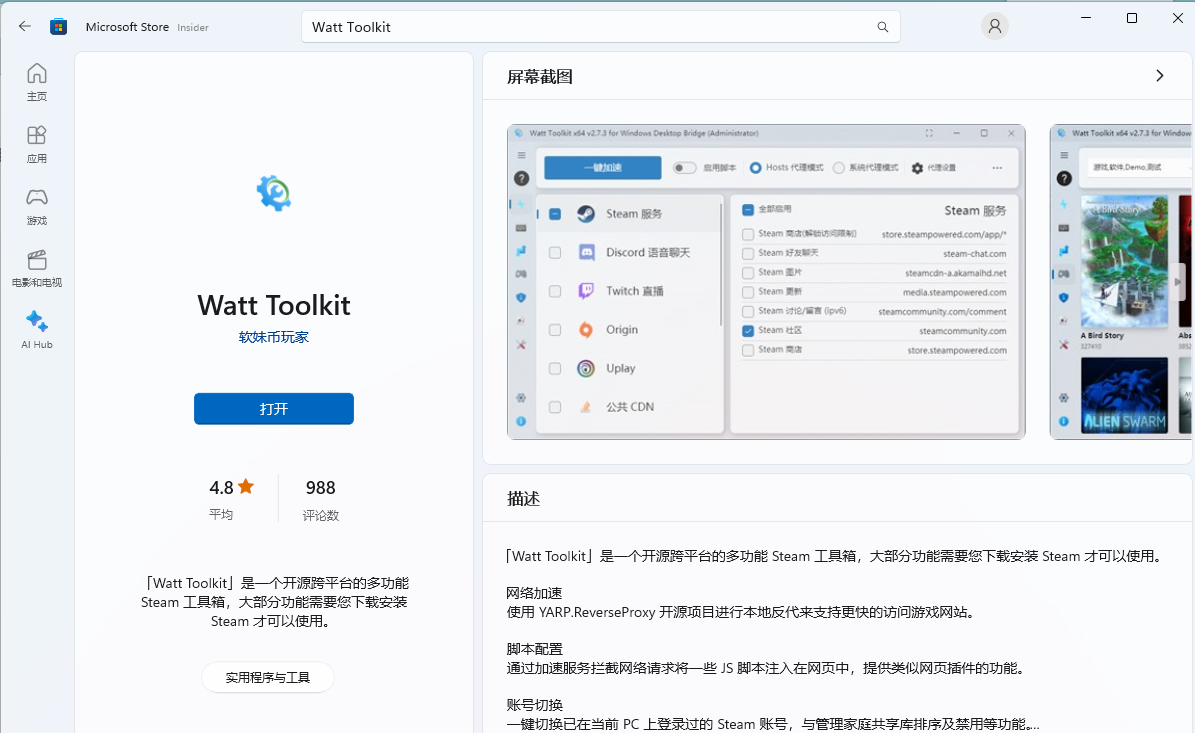 Microsoft Store Insider
Watt Toolkit
主页
应用
游戏
电影和电视
AI Hub
Watt Toolkit
软妹币玩家
打开
4.8
平均
988
评论数
「Watt Toolkit」是一个开源跨平台的多功能
Steam 工具箱，大部分功能需要您下载安装
Steam 才可以使用。
实用程序与工具
屏幕截图
Watt Toolkit x64 v2.7.3 for Windows Desktop Bridge (Administrator)
一键加速
启用脚本
Hosts 代理模式
系统代理模式
代理设置
Steam 服务
Discord 语音聊天
Twitch 直播
Origin
Uplay
公共 CDN
全部启用
Steam 服务
Steam 商店(解锁访问限制) store.steampowered.com/app/*
Steam 好友聊天 steam-chat.com
Steam 图片 steamcdn-a.akamaihd.net
Steam 更新 media.steampowered.com
Steam 讨论/留言 (ipv6) steamcommunity.com/comment
Steam 社区 steamcommunity.com
Steam 商店 store.steampowered.com
Watt Toolkit x64 v2.7.3 for Window
游戏,软件,Demo,测试
A Bird Story
A Bird Story
327410
Abs
3852
ALIEN SWARM
描述
「Watt Toolkit」是一个开源跨平台的多功能 Steam 工具箱，大部分功能需要您下载安装 Steam 才可以使用。
网络加速
使用 YARP.ReverseProxy 开源项目进行本地反代来支持更快的访问游戏网站。
脚本配置
通过加速服务拦截网络请求将一些 JS 脚本注入在网页中，提供类似网页插件的功能。
账号切换
一键切换已在当前 PC 上登录过的 Steam 账号，与管理家庭共享库排序及禁用等功能...